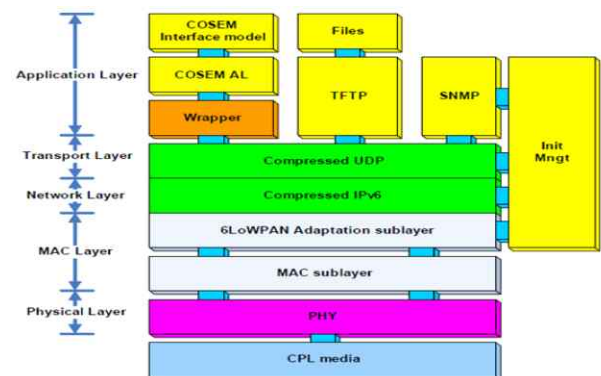 COSEM
Interface model
Files
Application Layer
COSEM AL
TFTP
SNMP
Wrapper
Init
Mngt
Transport Layer
Compressed UDP
Network Layer
Compressed IPv6
6LoWPAN Adaptation sublayer
MAC Layer
MAC sublayer
Physical Layer
PHY
CPL media